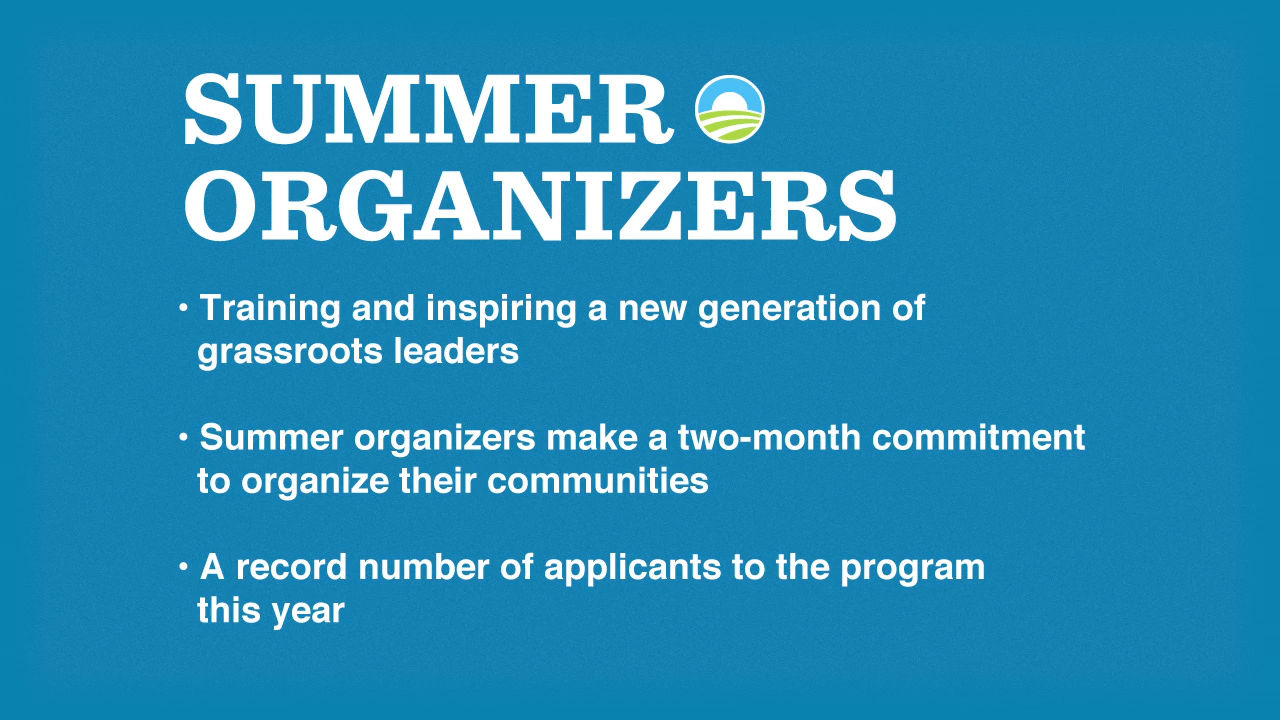 SUMMER
ORGANIZERS
• Training and inspiring a new generation of
grassroots leaders
• Summer organizers make a two-month commitment
to organize their communities
• A record number of applicants to the program
this year